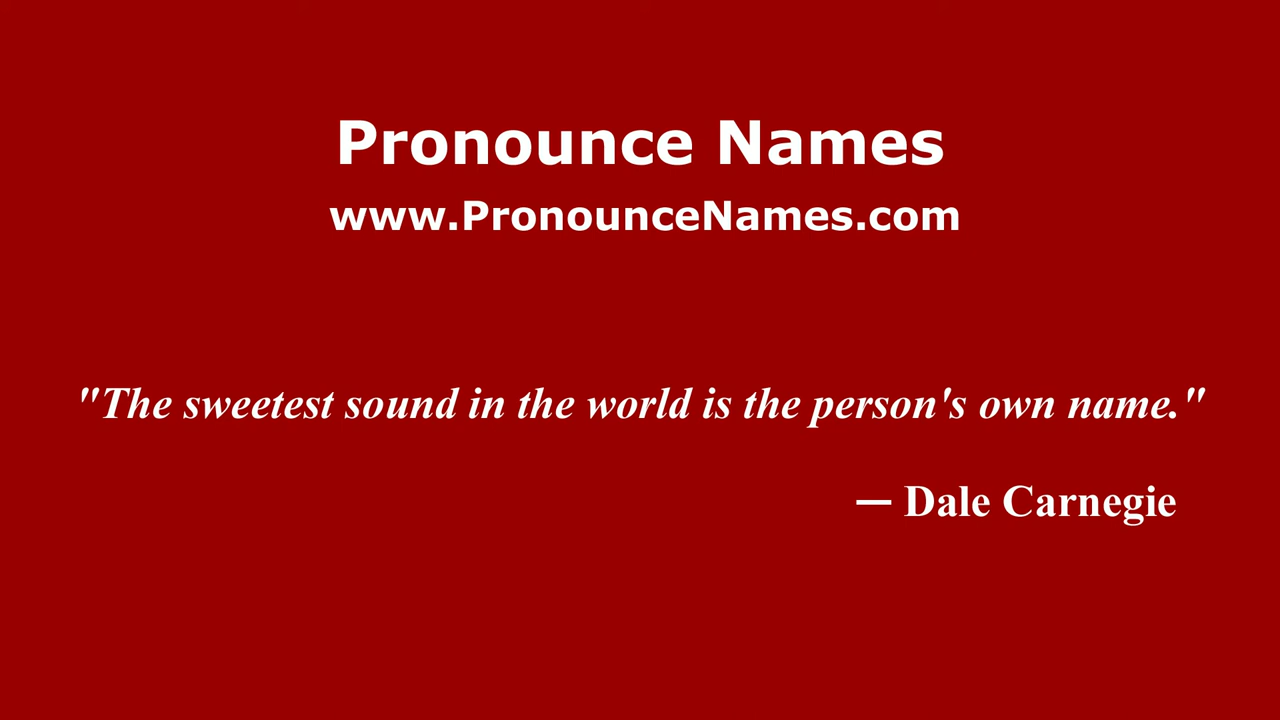 Pronounce Names
www.PronounceNames.com
"The sweetest sound in the world is the person's own name."
— Dale Carnegie